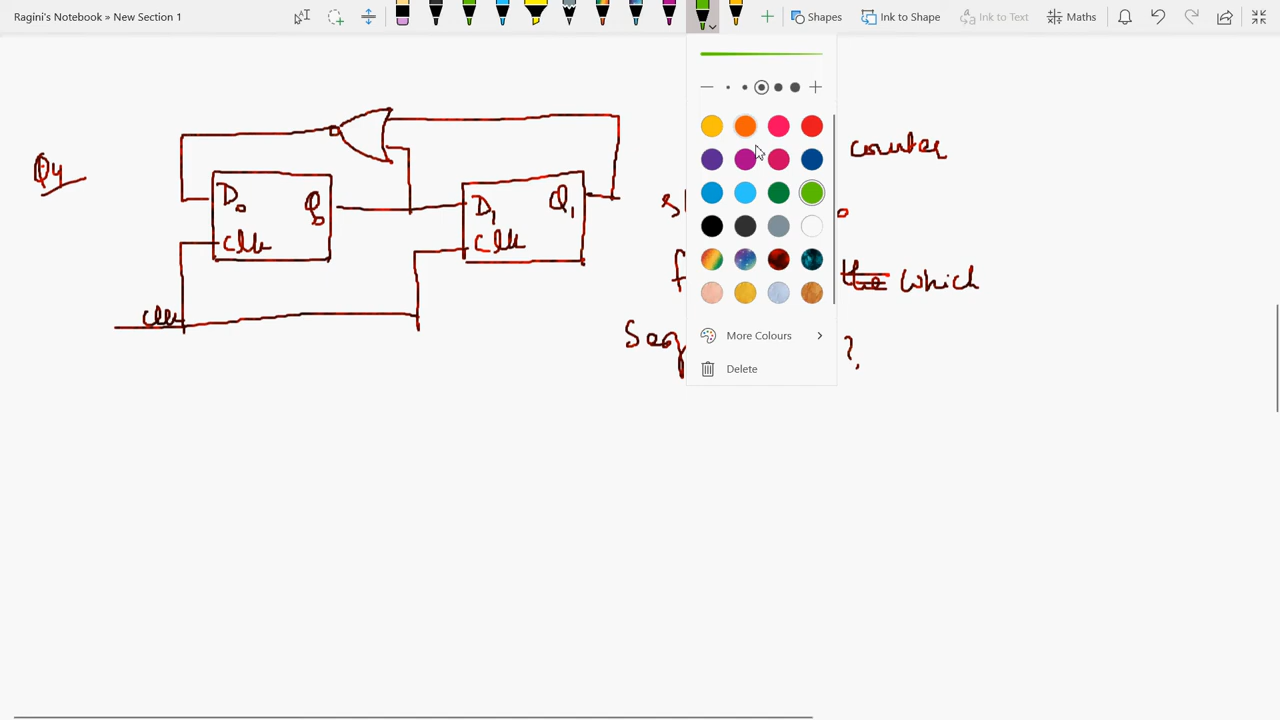 Ragini's Notebook » New Section 1
Shapes
Ink to Shape
Ink to Text
Maths
Q4
D0 Q0
Clk
D1 Q1
Clk
Clk
counter
the which
?
More Colours
Delete